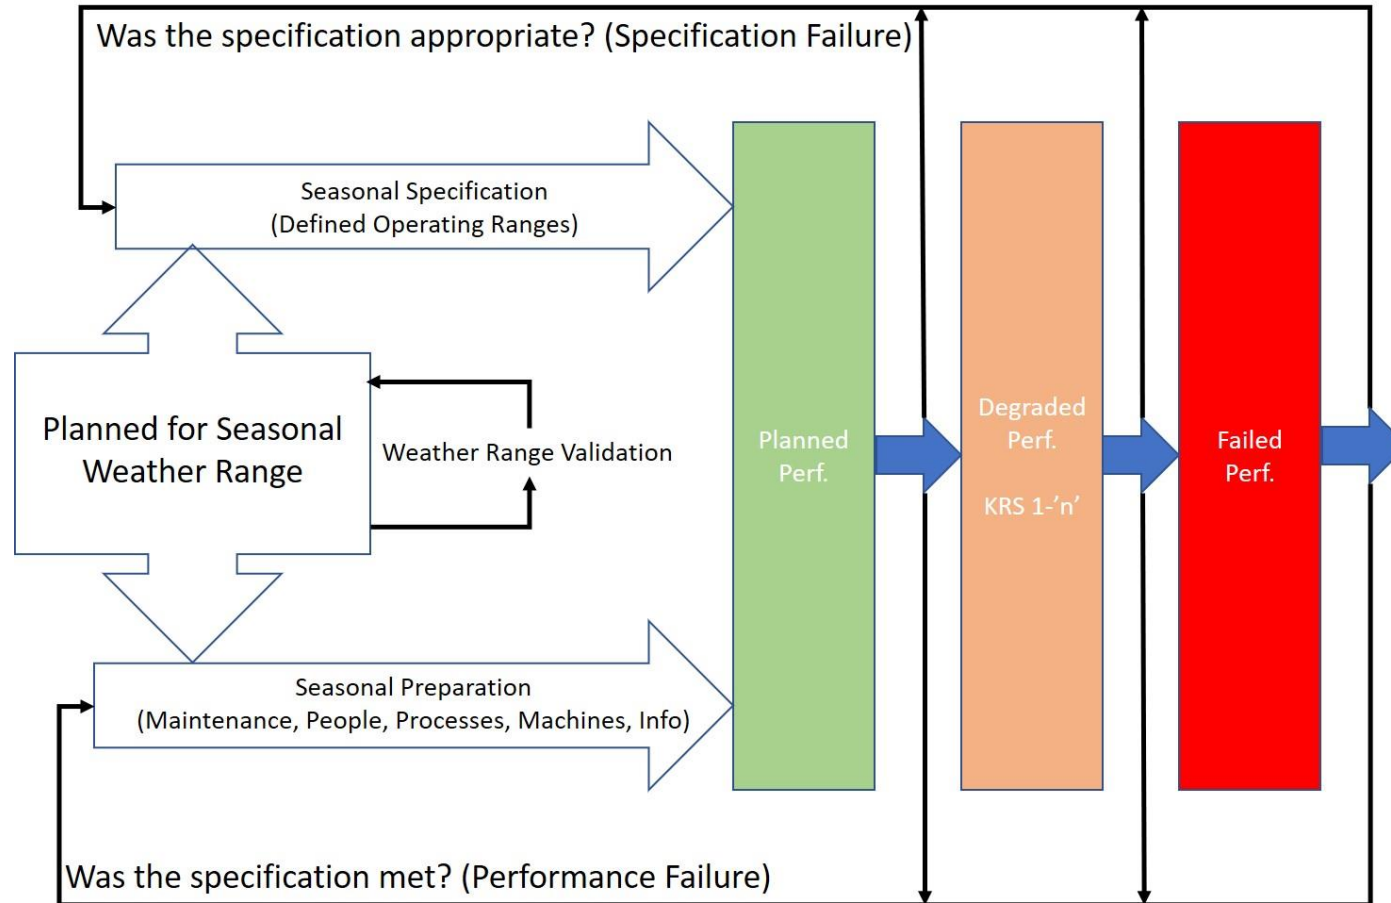 Was the specification appropriate? (Specification Failure)
Seasonal Specification
(Defined Operating Ranges)
Planned for Seasonal
Weather Range
Weather Range Validation
Planned
Perf.
Degraded
Perf.
KRS 1-’n’
Failed
Perf.
Seasonal Preparation
(Maintenance, People, Processes, Machines, Info)
Was the specification met? (Performance Failure)